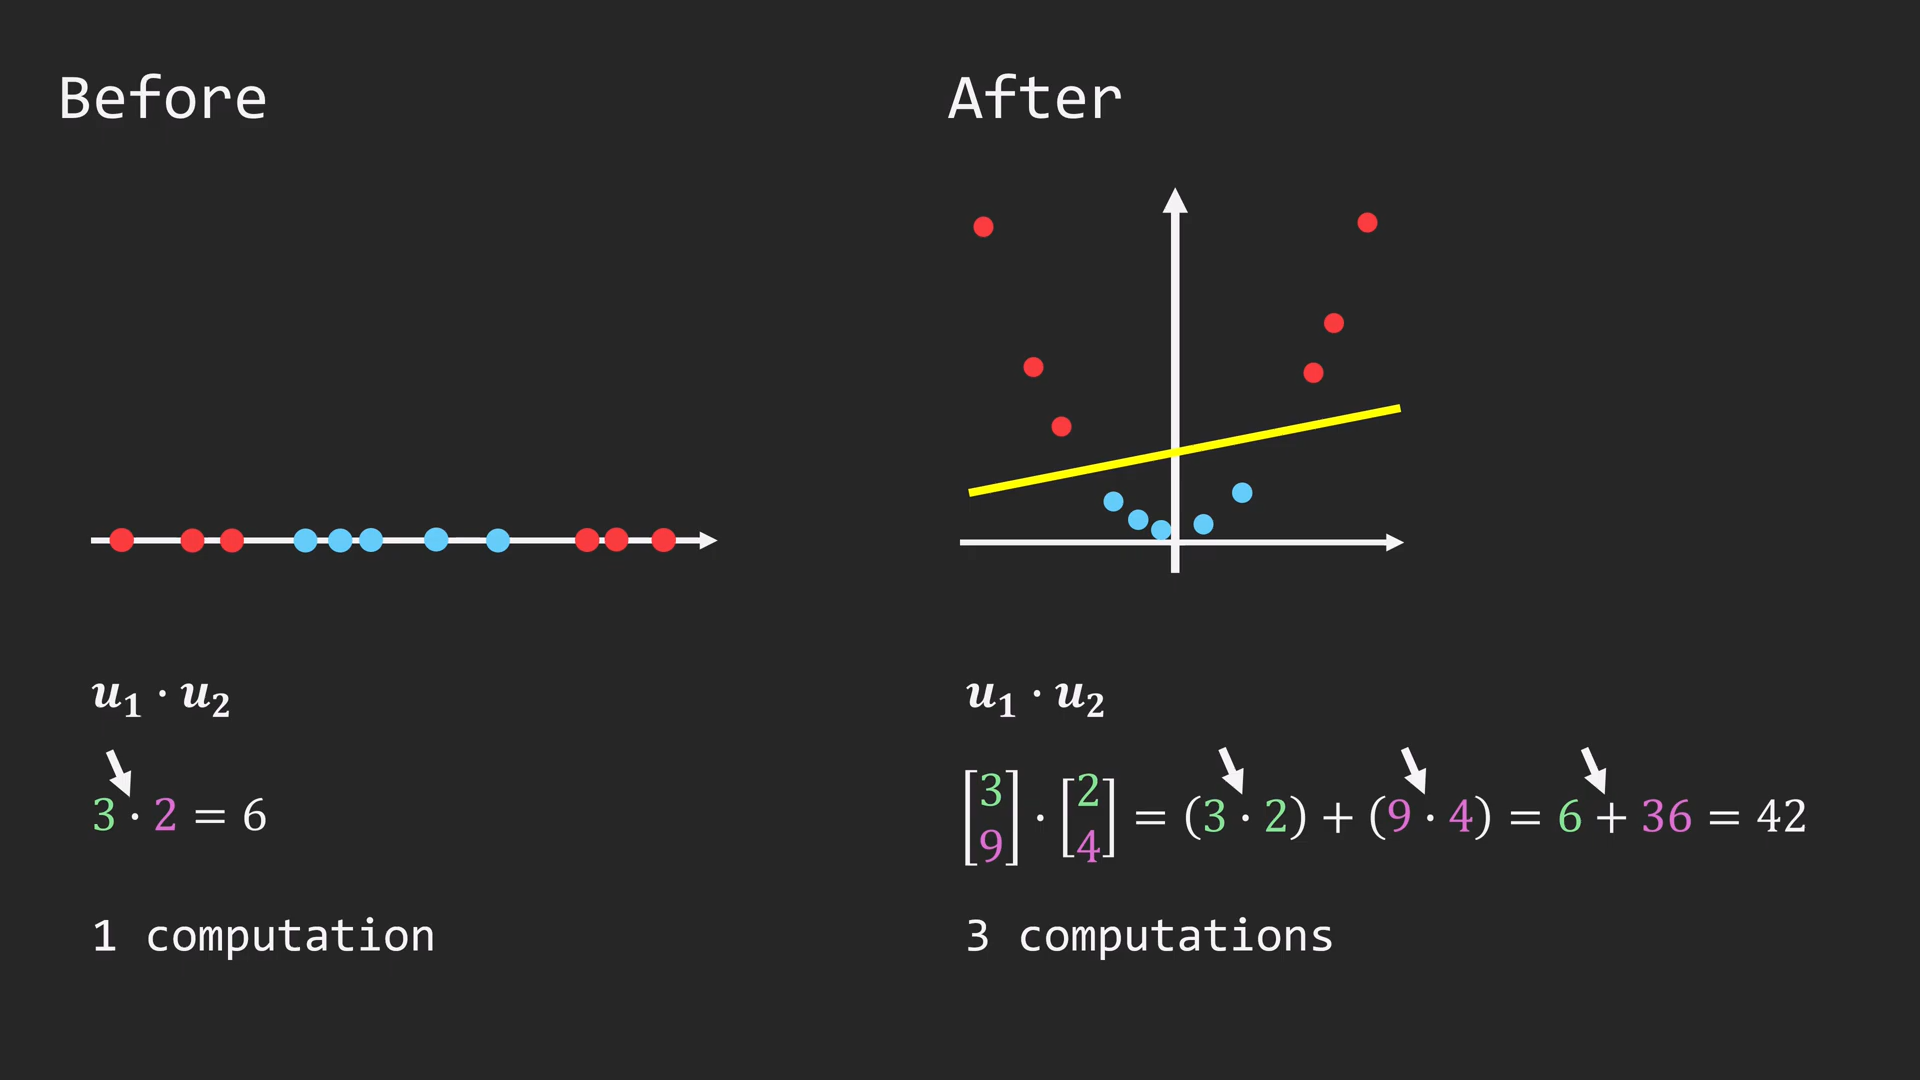 Before
After
u₁ · u₂
3 · 2 = 6
1 computation
u₁ · u₂
[3 9] · [2 4] = (3 · 2) + (9 · 4) = 6 + 36 = 42
3 computations